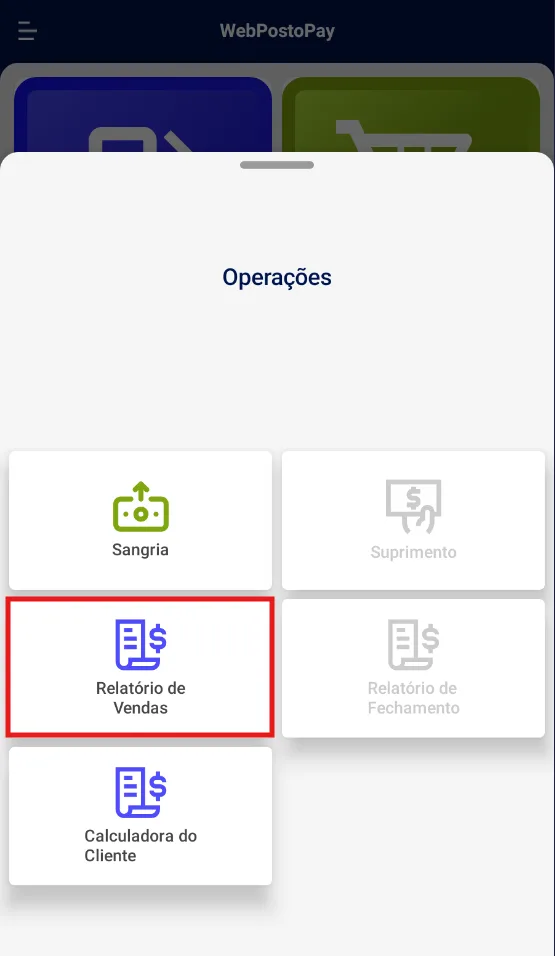 WebPostoPay
Operações
Sangria
Suprimento
Relatório de
Vendas
Relatório de
Fechamento
Calculadora do
Cliente